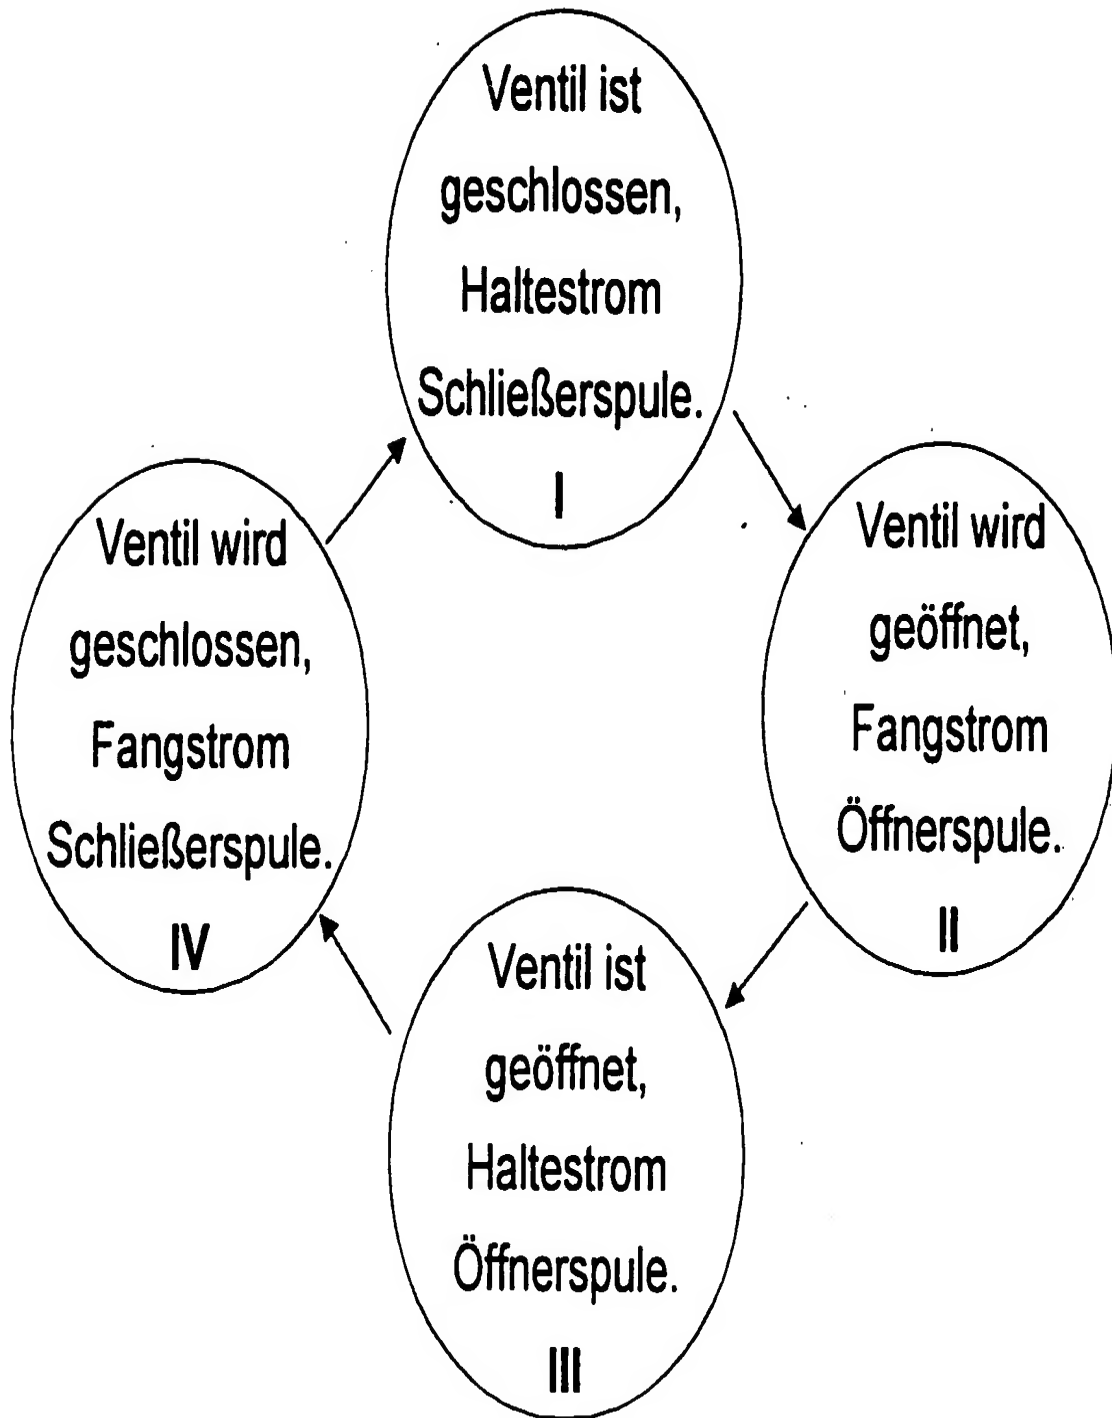 Ventil ist
geschlossen,
Haltestrom
Schließerspule.
I
Ventil wird
geöffnet,
Fangstrom
Öffnerspule.
II
Ventil ist
geöffnet,
Haltestrom
Öffnerspule.
III
Ventil wird
geschlossen,
Fangstrom
Schließerspule.
IV